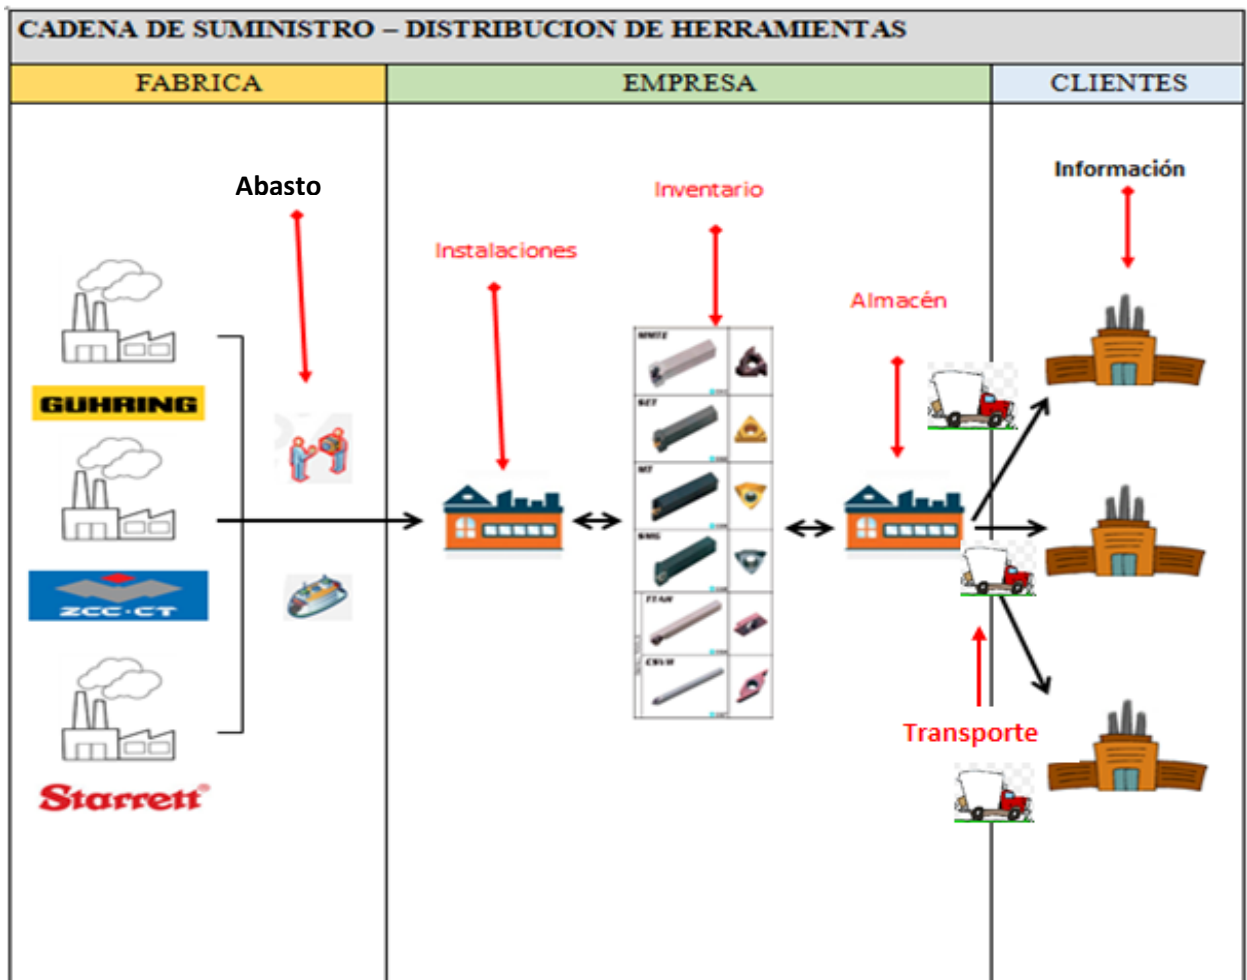 CADENA DE SUMINISTRO – DISTRIBUCION DE HERRAMIENTAS
FABRICA
EMPRESA
CLIENTES
Abasto
Instalaciones
Inventario
Almacén
Información
GUHRING
ZCC·CT
Starrett®
SET
Transporte